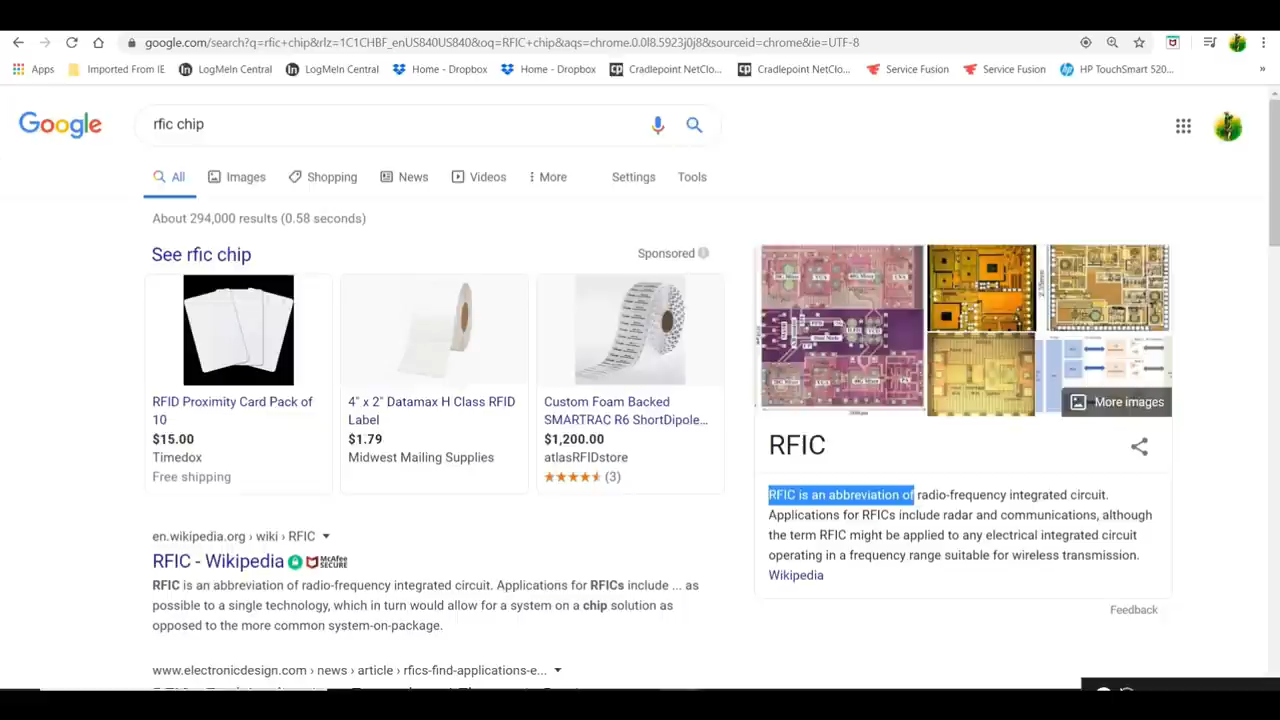 google.com/search?q=rfic+chip&rlz=1C1CHBF_enUS840US840&oq=RFIC+chip&aqs=chrome.0.0l8.5923j0j8&sourceid=chrome&ie=UTF-8
Apps Imported From IE LogMeIn Central LogMeIn Central Home - Dropbox Home - Dropbox Cradlepoint NetClo... Cradlepoint NetClo... Service Fusion Service Fusion HP TouchSmart 520... »
Google rfic chip
All Images Shopping News Videos More Settings Tools
About 294,000 results (0.58 seconds)
See rfic chip Sponsored
RFID Proximity Card Pack of
10
$15.00
Timedox
Free shipping
4" x 2" Datamax H Class RFID
Label
$1.79
Midwest Mailing Supplies
Custom Foam Backed
SMARTRAC R6 ShortDipole...
$1,200.00
atlasRFIDstore
(3)
en.wikipedia.org › wiki › RFIC
RFIC - Wikipedia McAfee SECURE
RFIC is an abbreviation of radio-frequency integrated circuit. Applications for RFICs include ... as
possible to a single technology, which in turn would allow for a system on a chip solution as
opposed to the more common system-on-package.
www.electronicdesign.com › news › article › rfics-find-applications-e...
More images
RFIC
RFIC is an abbreviation of radio-frequency integrated circuit.
Applications for RFICs include radar and communications, although
the term RFIC might be applied to any electrical integrated circuit
operating in a frequency range suitable for wireless transmission.
Wikipedia
Feedback